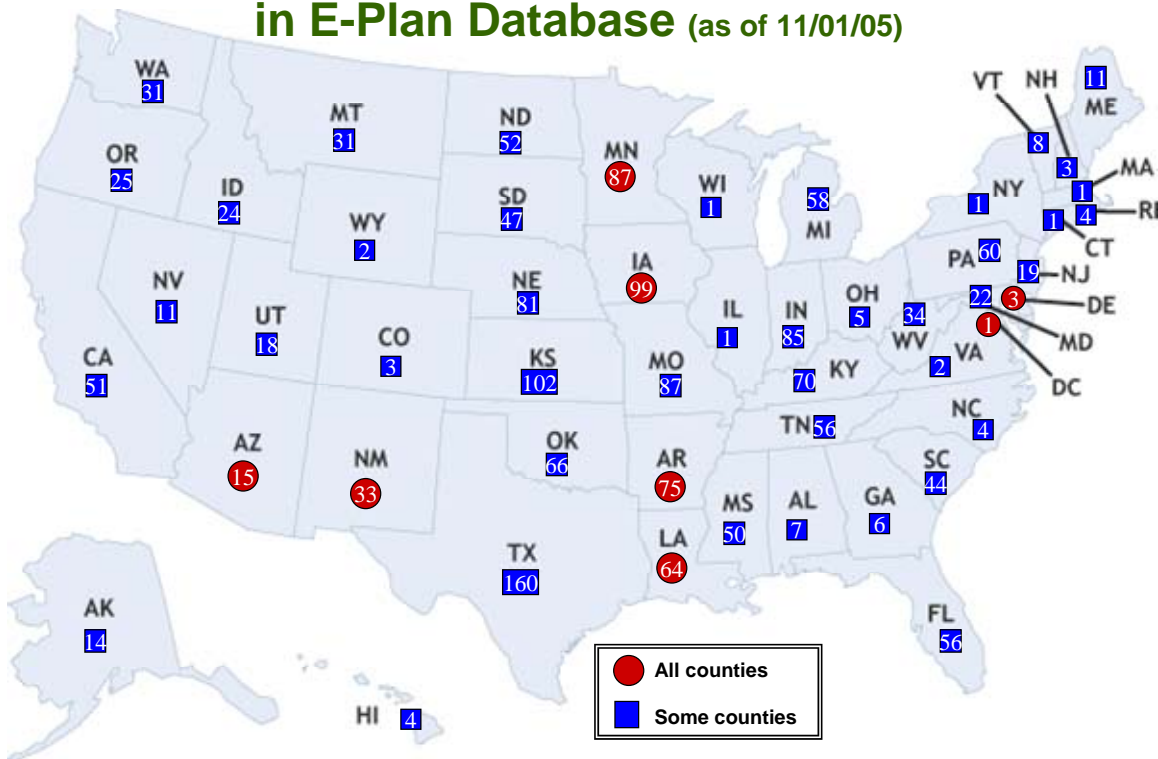 in E-Plan Database (as of 11/01/05)
WA
31
MT
31
ND
52
MN
87
VT
NH
11
ME
OR
25
ID
24
WY
2
SD
47
WI
1
58
MI
8
3
MA
1
NY
1
4
RI
1
CT
NV
11
UT
18
CO
3
NE
81
IA
99
IL
1
IN
85
OH
5
PA
60
19
NJ
22
3
DE
34
WV
1
MD
VA
2
DC
CA
51
KS
102
MO
87
70
KY
AZ
15
NM
33
OK
66
AR
75
TN
56
NC
4
SC
44
MS
50
AL
7
GA
6
TX
160
LA
64
AK
14
FL
56
HI
4
All counties
Some counties